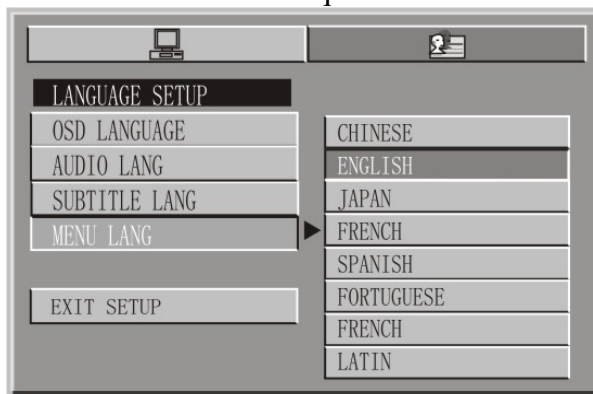 LANGUAGE SETUP
OSD LANGUAGE
AUDIO LANG
SUBTITLE LANG
MENU LANG
EXIT SETUP
CHINESE
ENGLISH
JAPAN
FRENCH
SPANISH
FORTUGUESE
FRENCH
LATIN